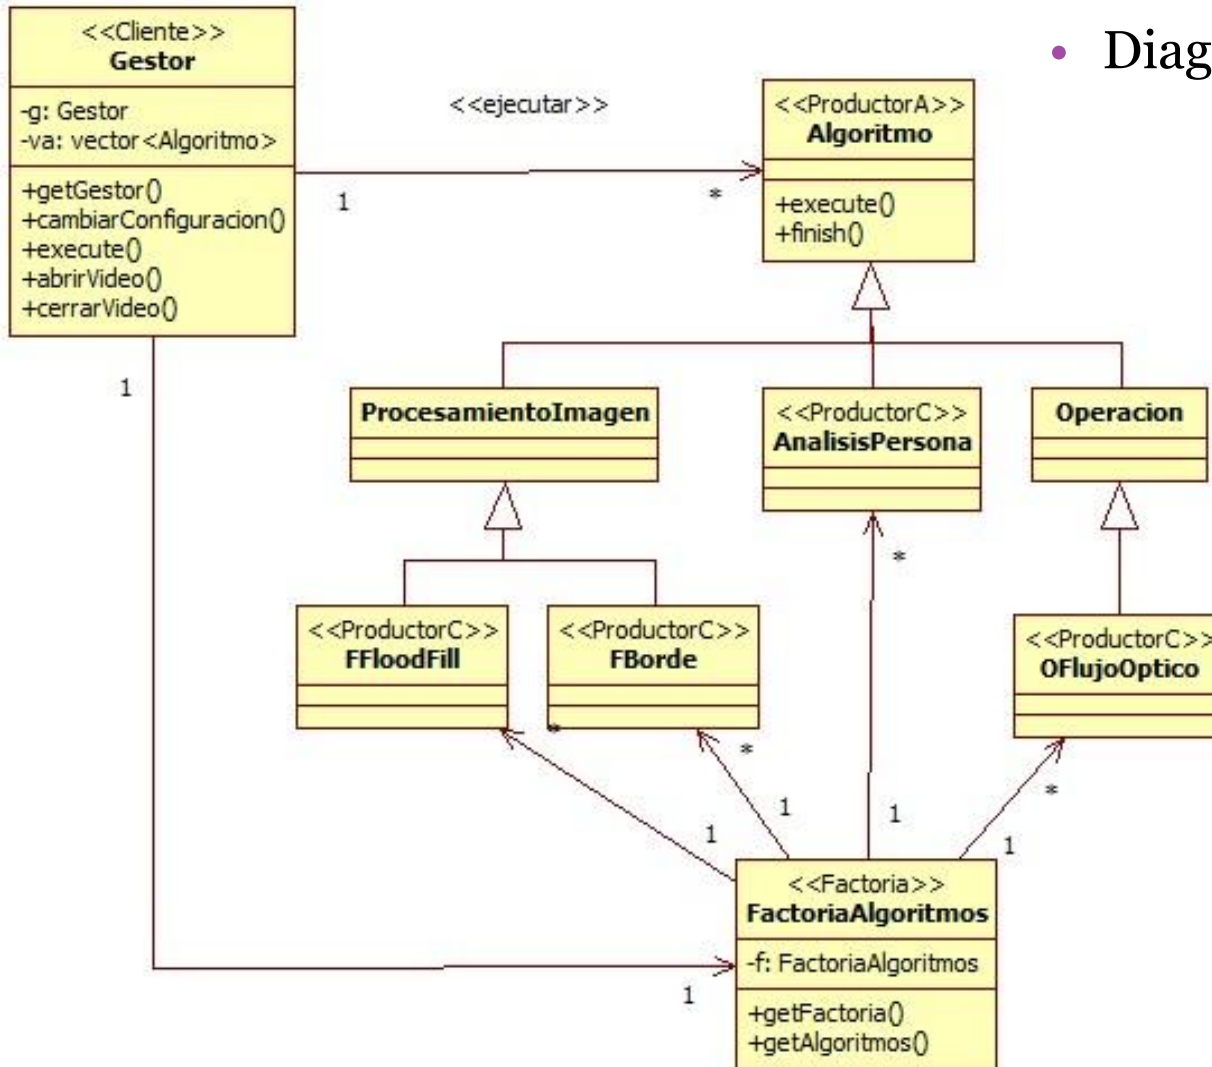 <<Cliente>>
Gestor
-g: Gestor
-va: vector<Algoritmo>
+getGestor()
+cambiarConfiguracion()
+execute()
+abrirVideo()
+cerrarVideo()
<<ejecutar>>
1
*
• Diag
<<ProductorA>>
Algoritmo
+execute()
+finish()
1
ProcesamientoImagen
<<ProductorC>>
AnalisisPersona
Operacion
*
<<ProductorC>>
FFloodFill
<<ProductorC>>
FBorde
<<ProductorC>>
OFlujoOptico
*
*
*
1
1
1
1
<<Factoria>>
FactoriaAlgoritmos
-f: FactoriaAlgoritmos
+getFactoria()
+getAlgoritmos()
1